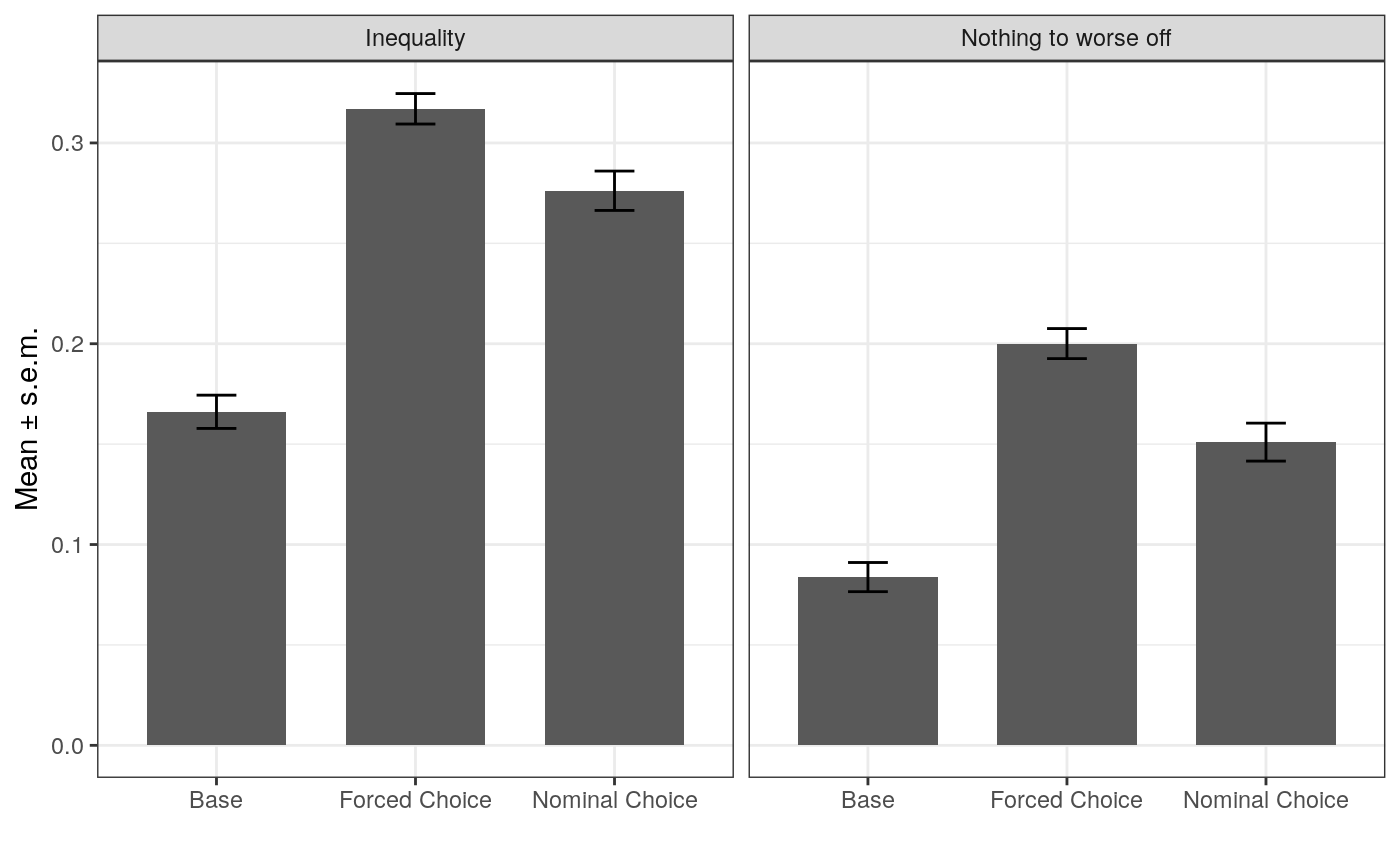 Inequality
Nothing to worse off
Mean ± s.e.m.
0.3
0.2
0.1
0.0
Base
Forced Choice
Nominal Choice
Base
Forced Choice
Nominal Choice